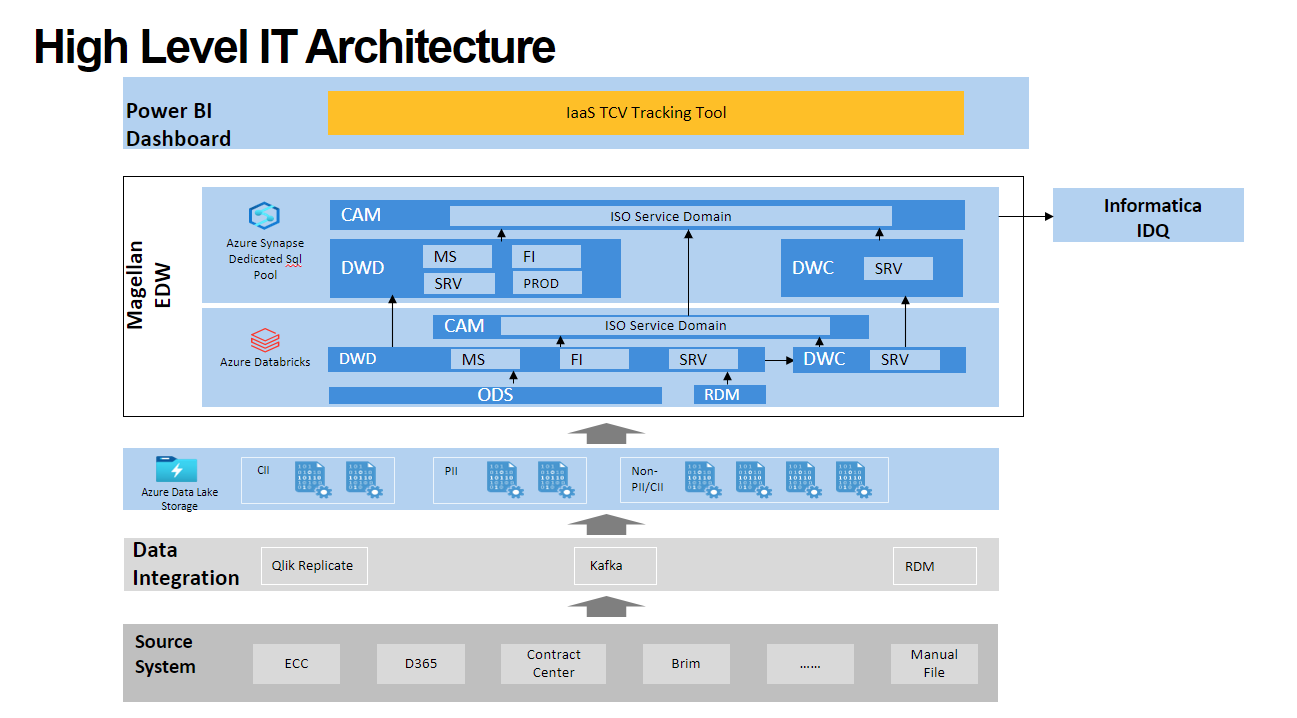 High Level IT Architecture
Power BI
Dashboard
IaaS TCV Tracking Tool
Magellan
EDW
Azure Synapse
Dedicated Sql
Pool
CAM
ISO Service Domain
DWD
MS
FI
SRV
PROD
DWC
SRV
Informatica
IDQ
Azure Databricks
CAM
ISO Service Domain
DWD
MS
FI
SRV
DWC
SRV
ODS
RDM
Azure Data Lake
Storage
CII
PII
Non-
PII/CII
Data
Integration
Qlik Replicate
Kafka
RDM
Source
System
ECC
D365
Contract
Center
Brim
......
Manual
File